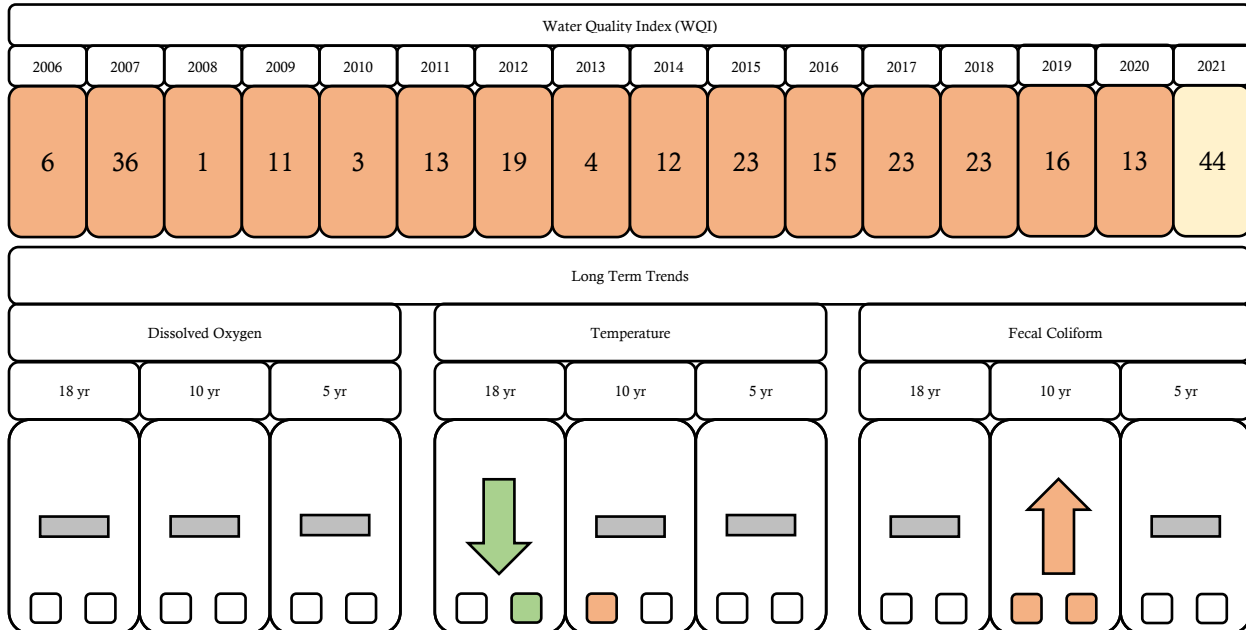 Water Quality Index (WQI)
2006 2007 2008 2009 2010 2011 2012 2013 2014 2015 2016 2017 2018 2019 2020 2021
6 36 1 11 3 13 19 4 12 23 15 23 23 16 13 44
Long Term Trends
Dissolved Oxygen Temperature Fecal Coliform
18 yr 10 yr 5 yr 18 yr 10 yr 5 yr 18 yr 10 yr 5 yr